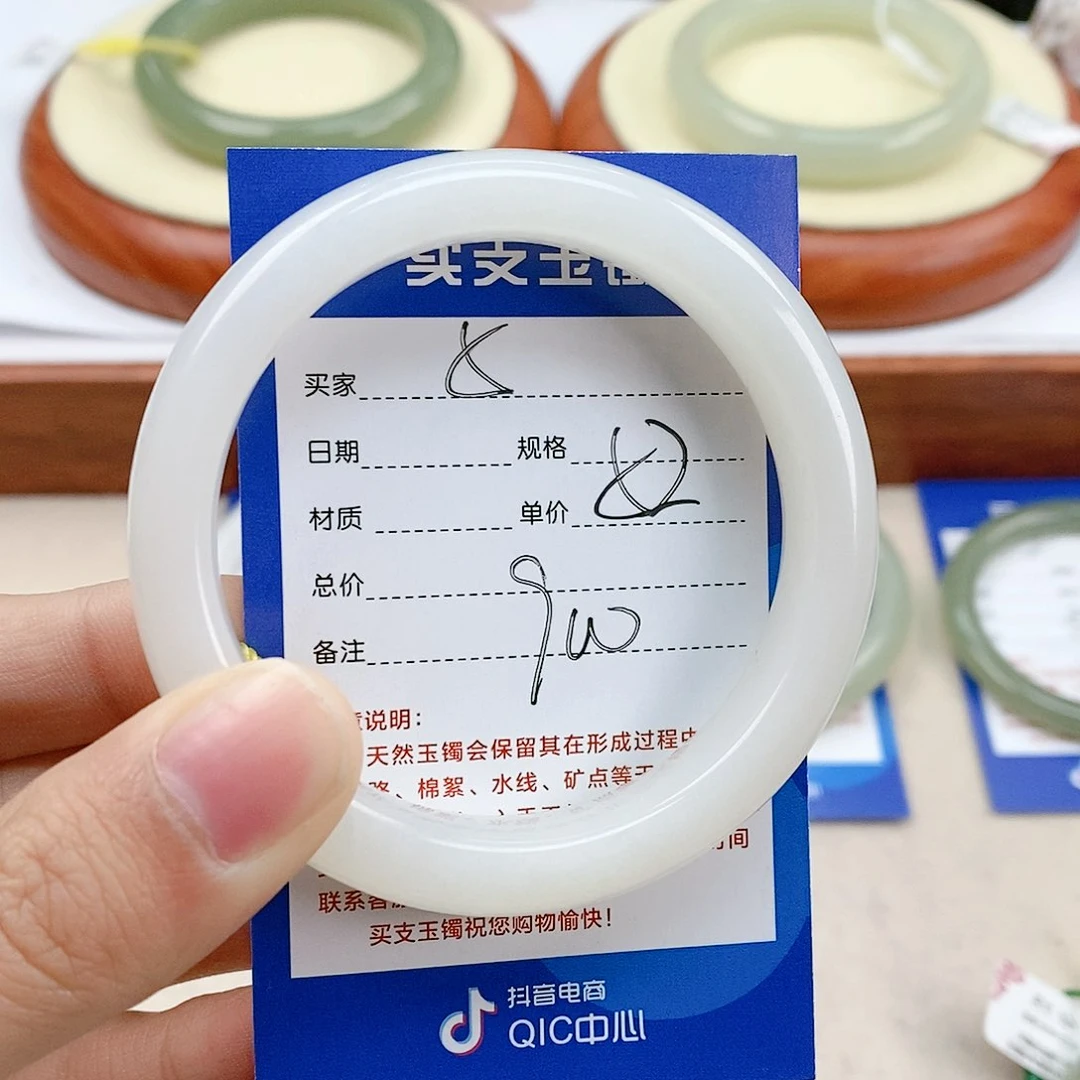 买支玉镯
买家
日期 规格
材质 单价
总价
备注 9w
说明：
天然玉镯会保留其在形成过程中
、棉絮、水线、矿点等
间
联系客服
买支玉镯祝您购物愉快！
抖音电商
QIC中心